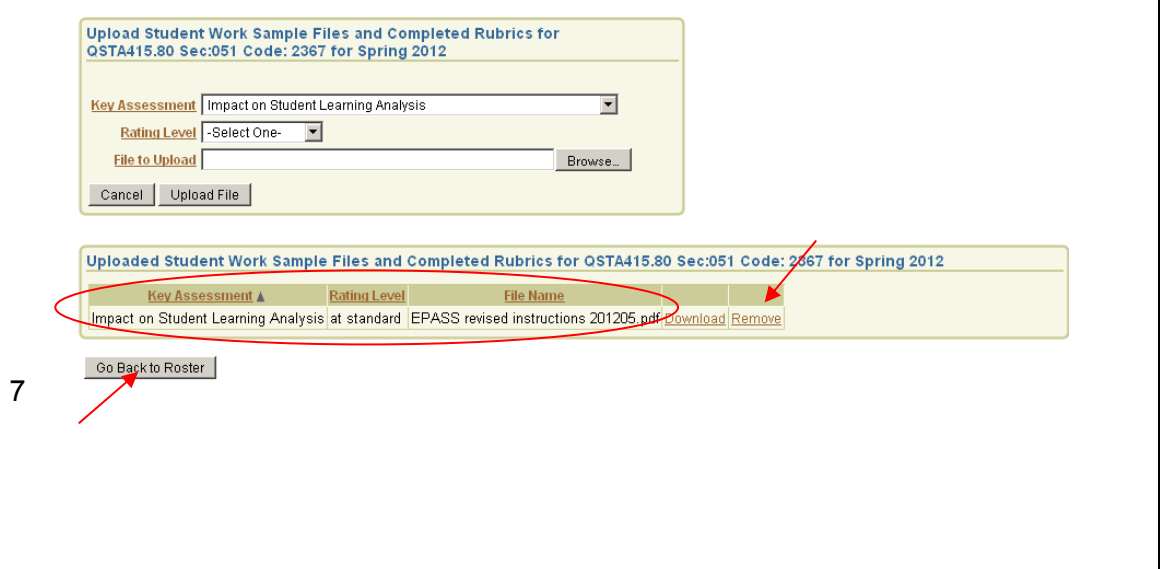 Upload Student Work Sample Files and Completed Rubrics for
QSTA415.80 Sec:051 Code: 2367 for Spring 2012
Key Assessment Impact on Student Learning Analysis
Rating Level -Select One-
File to Upload Browse...
Cancel Upload File
Uploaded Student Work Sample Files and Completed Rubrics for QSTA415.80 Sec:051 Code: 2367 for Spring 2012
Key Assessment ▲ Rating Level File Name
Impact on Student Learning Analysis at standard EPASS revised instructions 201205.pdf Download Remove
Go Back to Roster
7